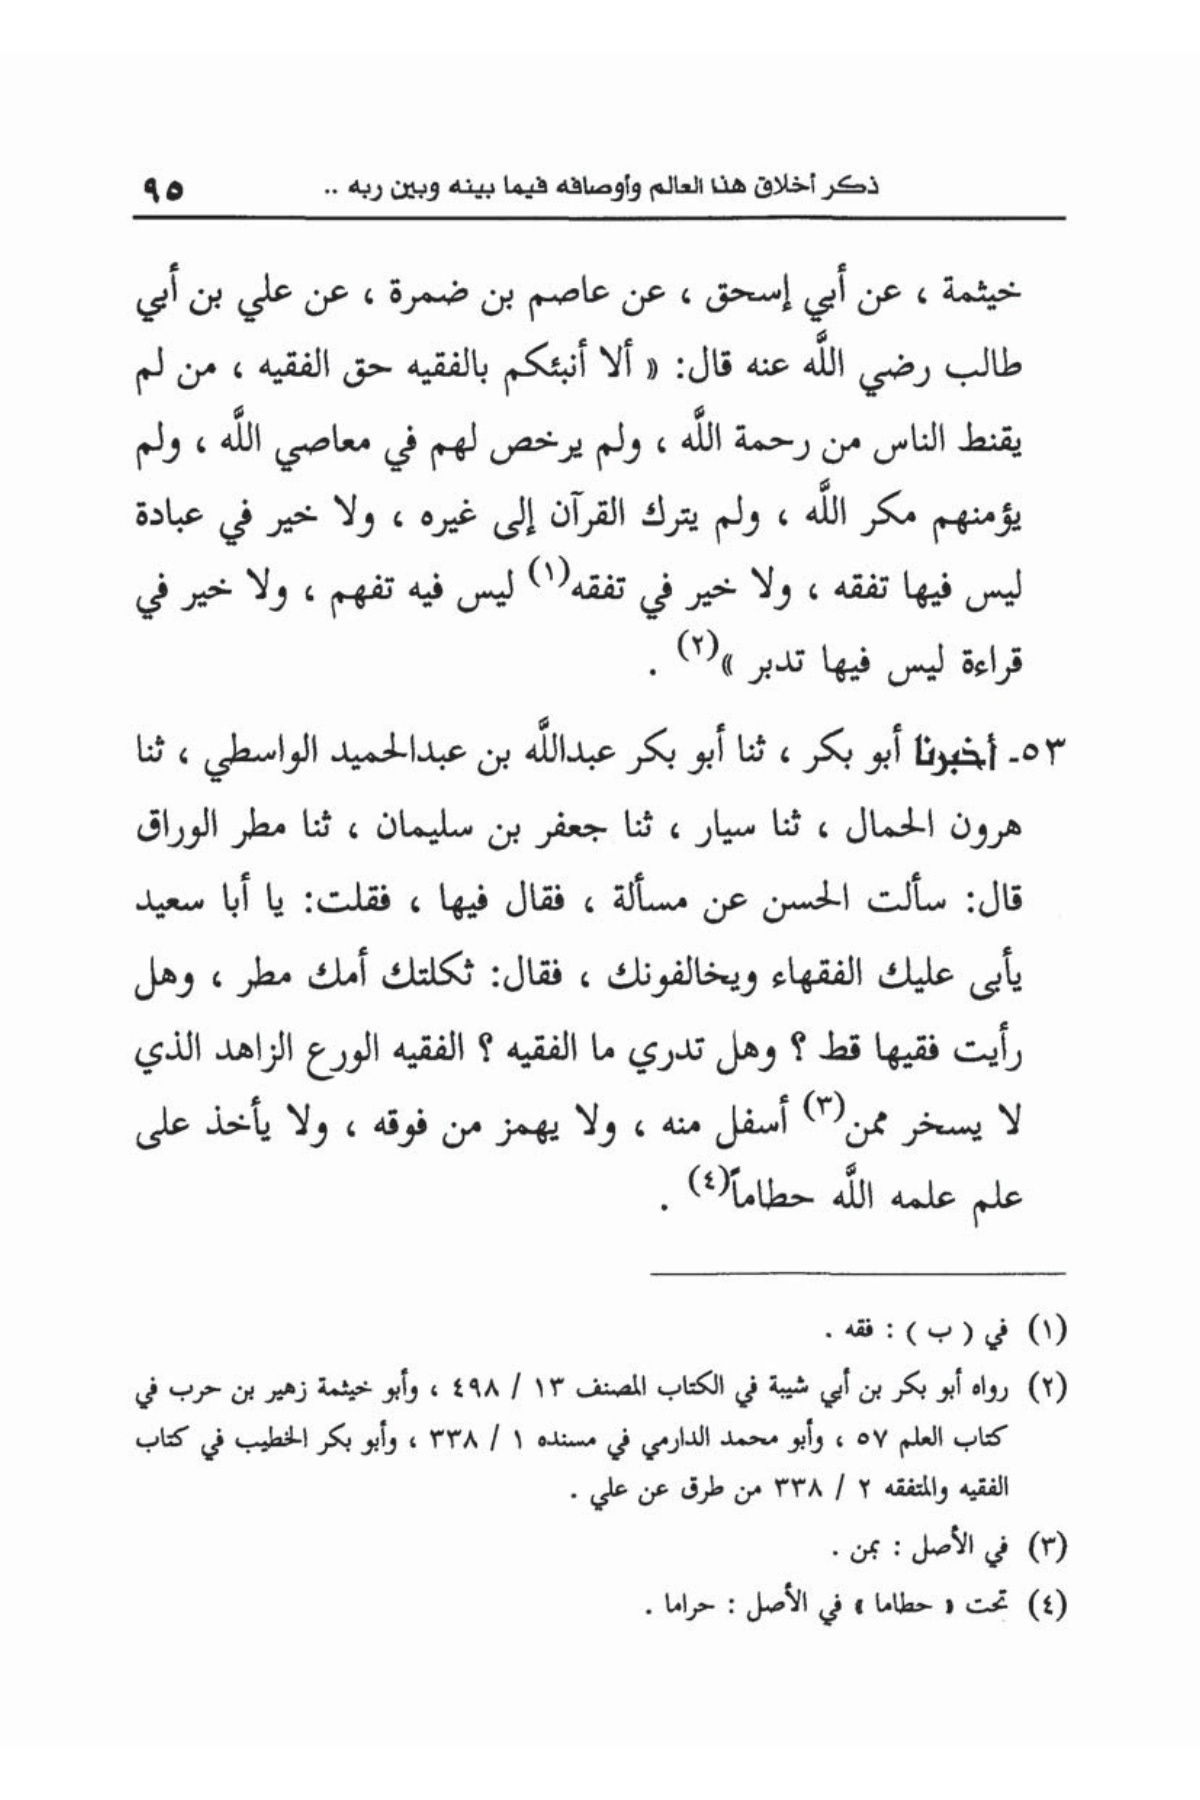 ذكر أخلاق هذا العالم وأوصافه فيما بينه وبين ربه .. ٩٥
خيثمة ، عن أبي إسحق ، عن عاصم بن ضمرة ، عن علي بن أبي
طالب رضي اللَّه عنه قال: « ألا أنبئكم بالفقيه حق الفقيه ، من لم
يقنط الناس من رحمة اللَّه ، ولم يرخص لهم في معاصي اللَّه ، ولم
يؤمنهم مكر اللَّه ، ولم يترك القرآن إلى غيره ، ولا خير في عبادة
ليس فيها تفقه ، ولا خير في تفقه(١) ليس فيه تفهم ، ولا خير في
قراءة ليس فيها تدبر »(٢) .
٥٣- أخبرنا أبو بكر ، ثنا أبو بكر عبداللَّه بن عبدالحميد الواسطي ، ثنا
هرون الحمال ، ثنا سيار ، ثنا جعفر بن سليمان ، ثنا مطر الوراق
قال: سألت الحسن عن مسألة ، فقال فيها ، فقلت: يا أبا سعيد
يأبى عليك الفقهاء ويخالفونك ، فقال: ثكلتك أمك مطر ، وهل
رأيت فقيها قط ؟ وهل تدري ما الفقيه ؟ الفقيه الورع الزاهد الذي
لا يسخر ممن(٣) أسفل منه ، ولا يهمز من فوقه ، ولا يأخذ على
علم علمه اللَّه حطاماً(٤) .
(١) في ( ب ) : فقه .
(٢) رواه أبو بكر بن أبي شيبة في الكتاب المصنف ١٣ / ٤٩٨ ، وأبو خيثمة زهير بن حرب في
كتاب العلم ٥٧ ، وأبو محمد الدارمي في مسنده ١ / ٣٣٨ ، وأبو بكر الخطيب في كتاب
الفقيه والمتفقه ٢ / ٣٣٨ من طرق عن علي .
(٣) في الأصل : بمن .
(٤) تحت « حطاما » في الأصل : حراما .